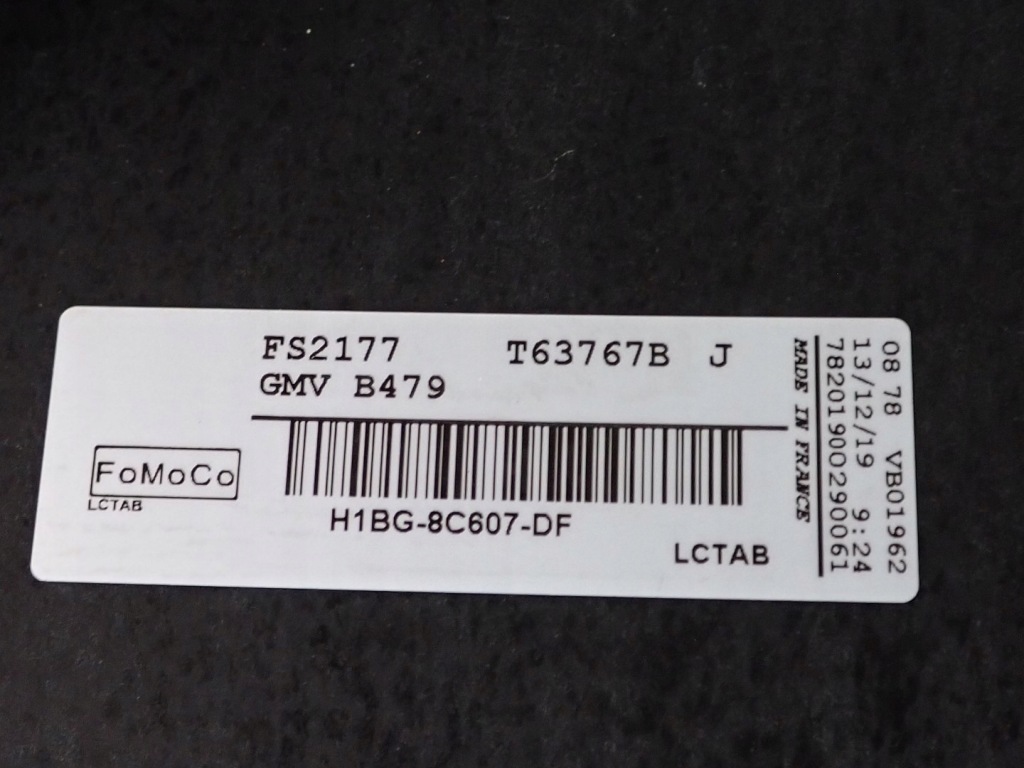 FS2177 T63767B J
GMV B479
FoMoCo
LCTAB
H1BG-8C607-DF
LCTAB
MADE IN FRANCE
08 78 VB01962
13/12/19 9:24
78201900290061